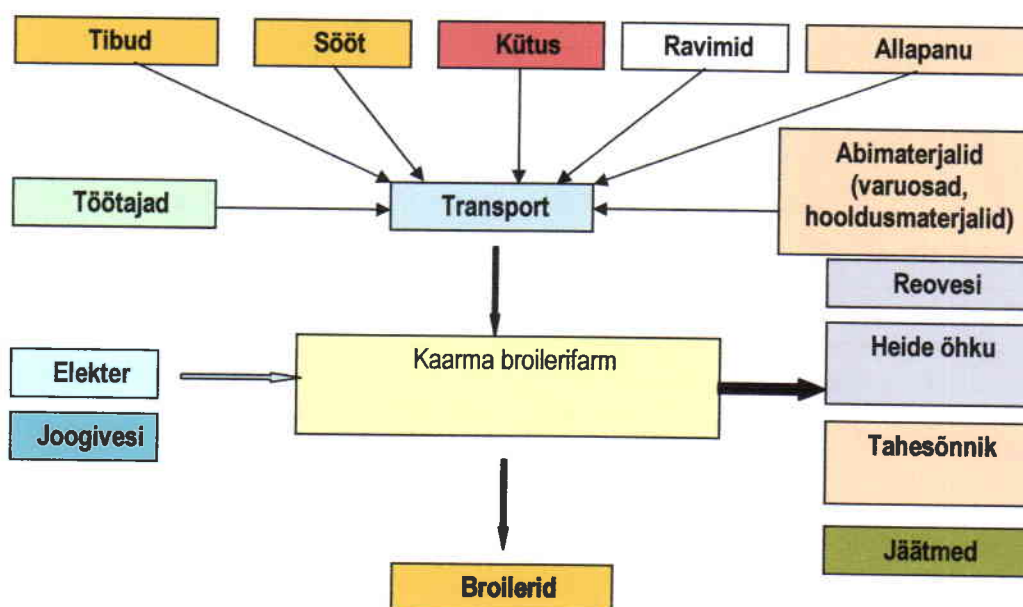 Tibud
Sööt
Kütus
Ravimid
Allapanu
Töötajad
Transport
Abimaterjalid
(varuosad,
hooldusmaterjalid)
Reovesi
Elekter
Kaarma broilerifarm
Heide õhku
Joogivesi
Tahesõnnik
Jäätmed
Broilerid